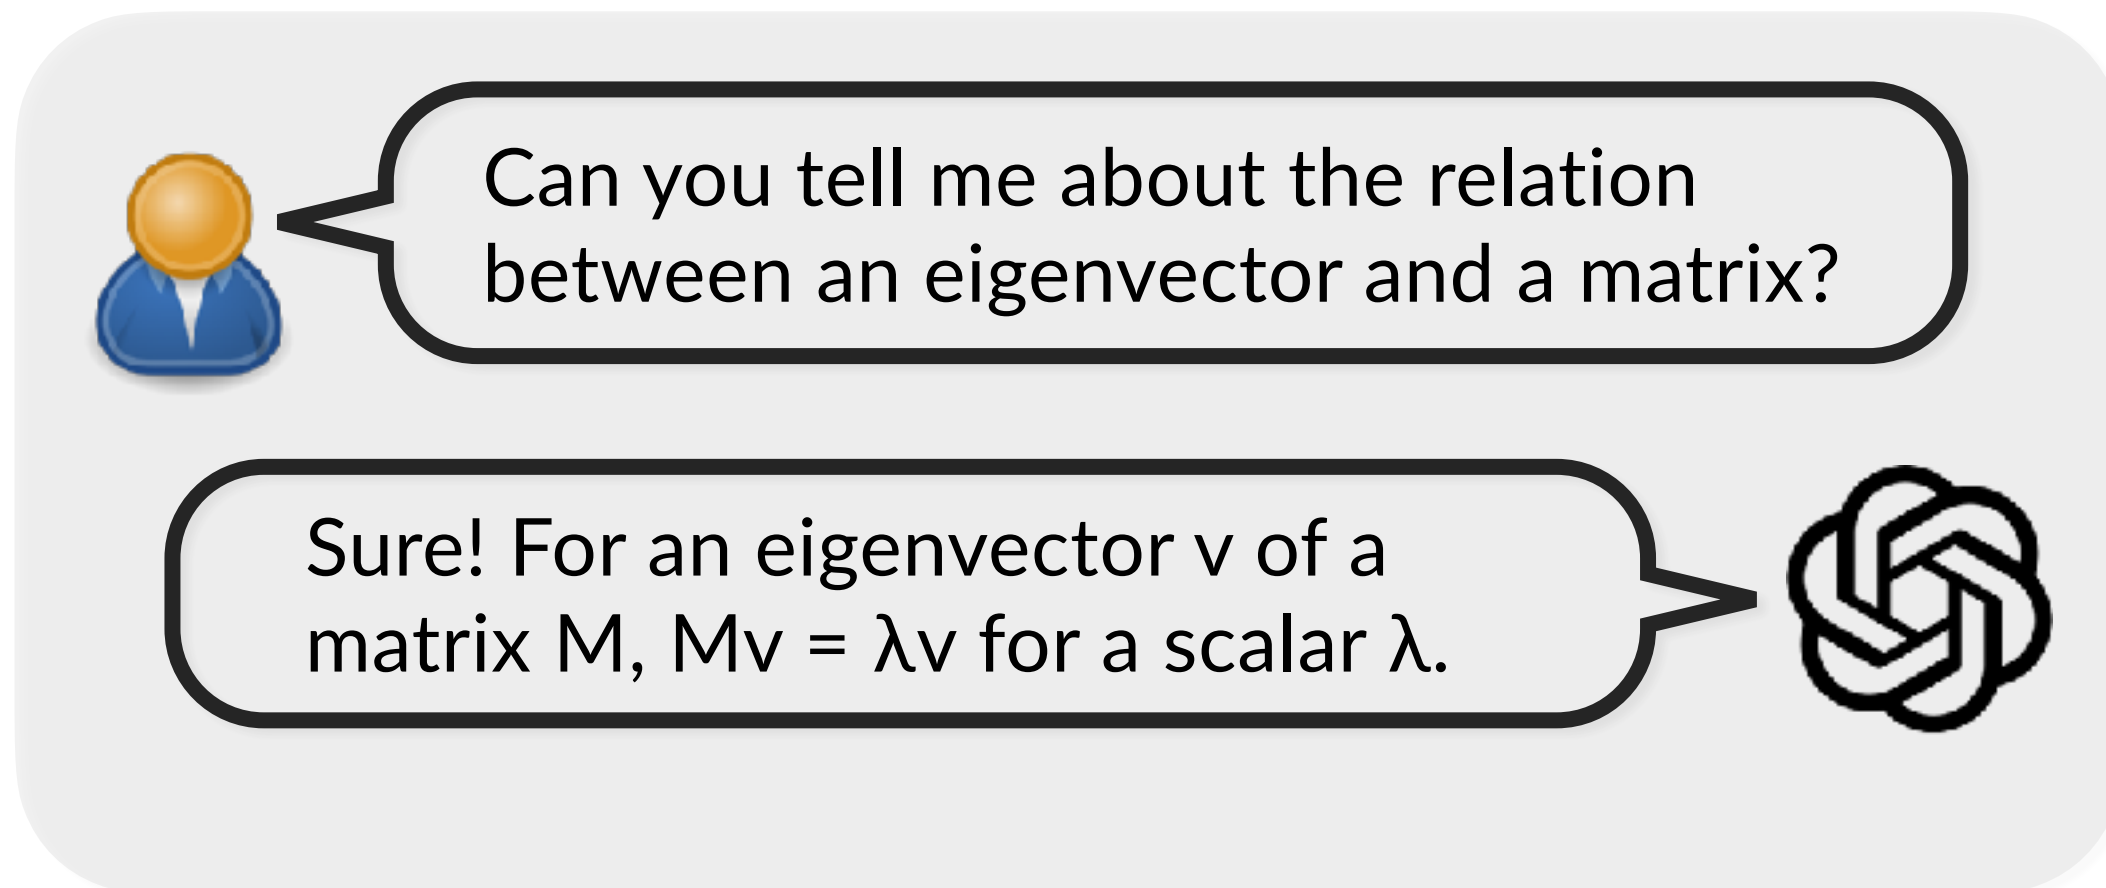 Can you tell me about the relation
between an eigenvector and a matrix?
Sure! For an eigenvector v of a
matrix M, Mv = λv for a scalar λ.